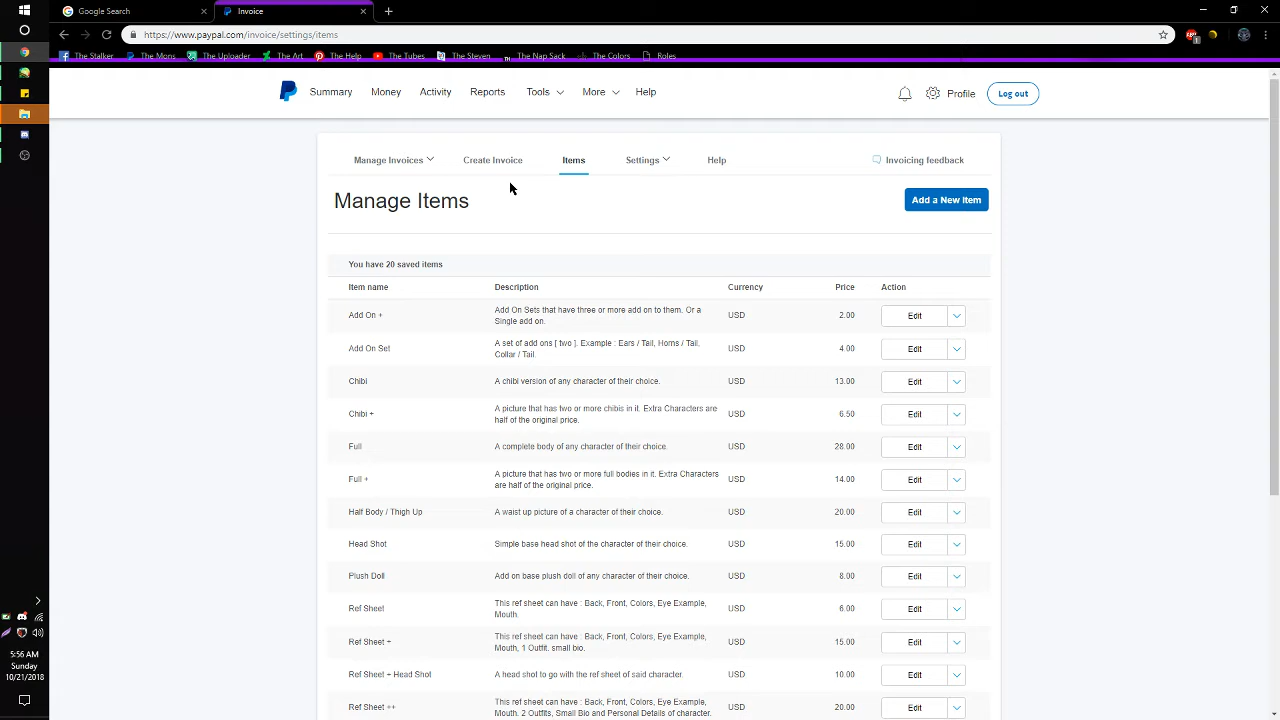 Google Search
Invoice
https://www.paypal.com/invoice/settings/items
The Stalker The Mons The Uploader The Art The Help The Tubes The Steven The Nap Sack The Colors Roles
Summary Money Activity Reports Tools More Help Profile Log out
Manage Invoices Create Invoice Items Settings Help Invoicing feedback
Manage Items Add a New Item
You have 20 saved items
Item name Description Currency Price Action
Add On + Add On Sets that have three or more add on to them. Or a USD 2.00 Edit
Single add on.
Add On Set A set of add ons [ two ]. Example : Ears / Tail, Horns / Tail, USD 4.00 Edit
Collar / Tail.
Chibi A chibi version of any character of their choice. USD 13.00 Edit
Chibi + A picture that has two or more chibis in it. Extra Characters are USD 6.50 Edit
half of the original price.
Full A complete body of any character of their choice. USD 28.00 Edit
Full + A picture that has two or more full bodies in it. Extra Characters USD 14.00 Edit
are half of the original price.
Half Body / Thigh Up A waist up picture of a character of their choice. USD 20.00 Edit
Head Shot Simple base head shot of the character of their choice. USD 15.00 Edit
Plush Doll Add on base plush doll of any character of their choice. USD 8.00 Edit
Ref Sheet This ref sheet can have : Back, Front, Colors, Eye Example, USD 6.00 Edit
Mouth.
Ref Sheet + This ref sheet can have : Back, Front, Colors, Eye Example, USD 15.00 Edit
Mouth, 1 Outfit. small bio.
Ref Sheet + Head Shot A head shot to go with the ref sheet of said character. USD 10.00 Edit
Ref Sheet ++ This ref sheet can have : Back, Front, Colors, Eye Example, USD 20.00 Edit
Mouth. 2 Outfits, Small Bio and Personal Details of character.
5:56 AM
Sunday
10/21/2018